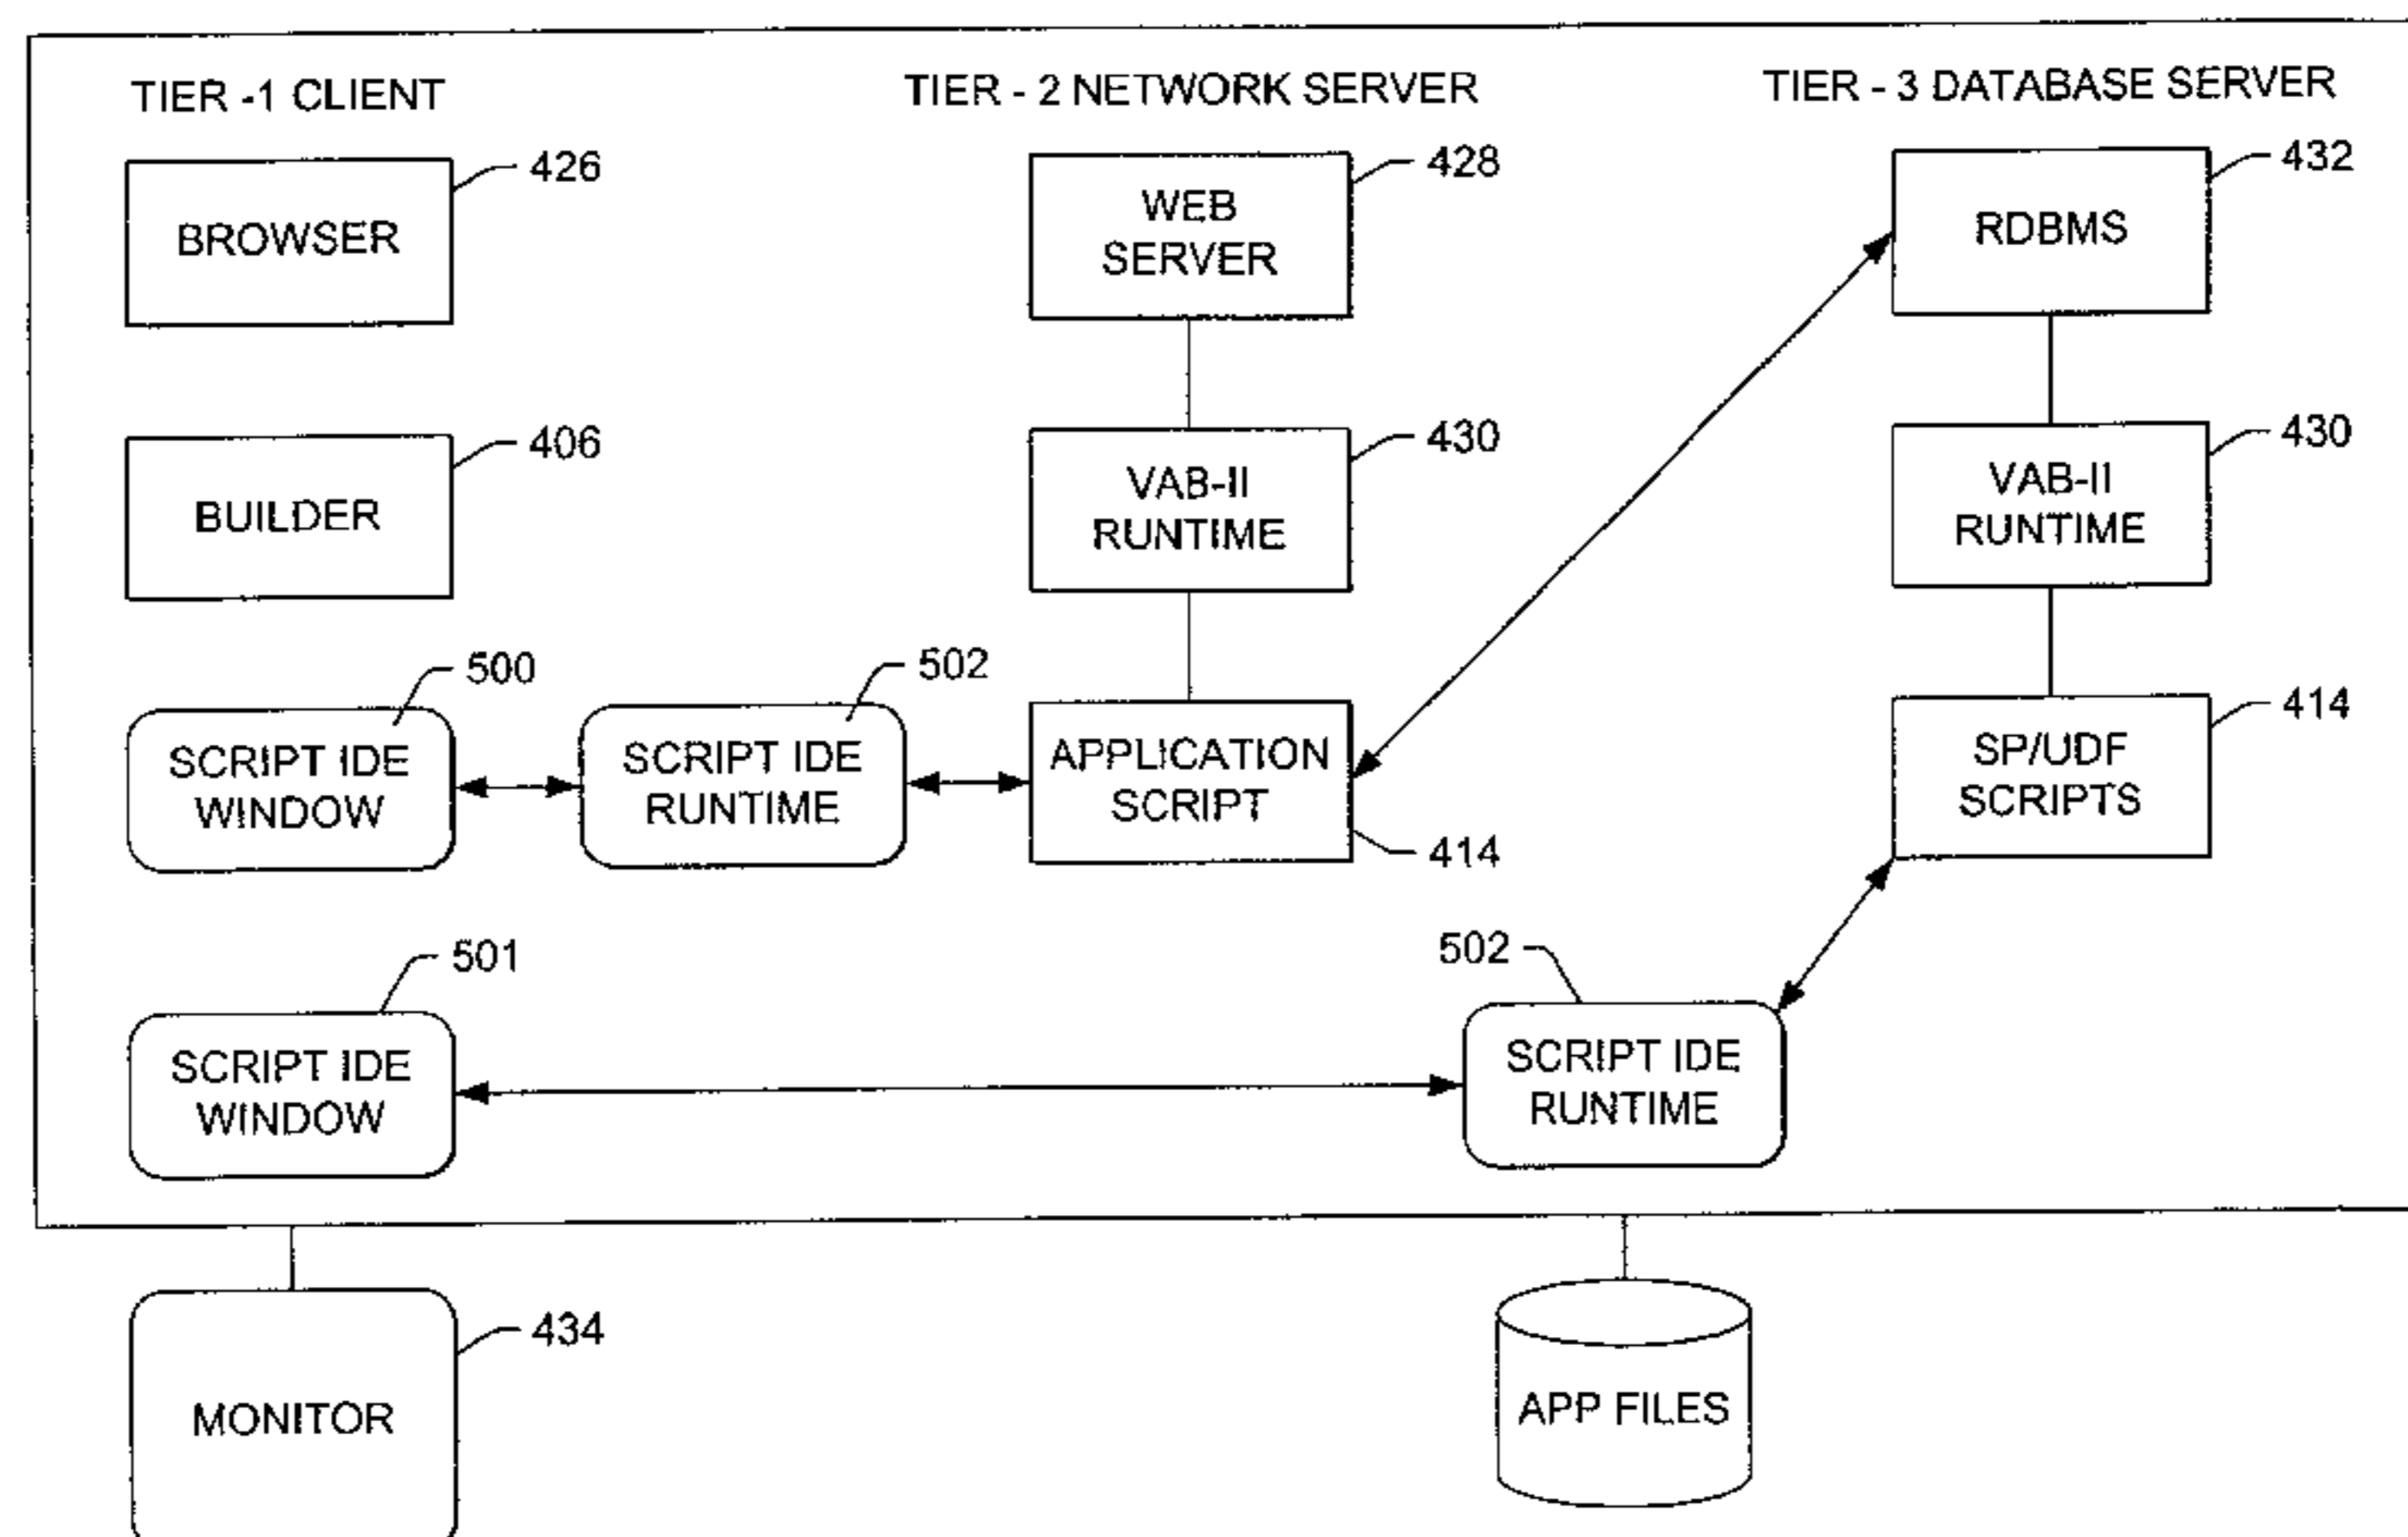 TIER -1 CLIENT
TIER - 2 NETWORK SERVER
TIER - 3 DATABASE SERVER
426
428
432
BROWSER
WEB
SERVER
RDBMS
406
430
430
BUILDER
VAB-II
RUNTIME
VAB-II
RUNTIME
500
502
414
SCRIPT IDE
WINDOW
SCRIPT IDE
RUNTIME
APPLICATION
SCRIPT
SP/UDF
SCRIPTS
414
501
502
SCRIPT IDE
WINDOW
SCRIPT IDE
RUNTIME
434
MONITOR
APP FILES